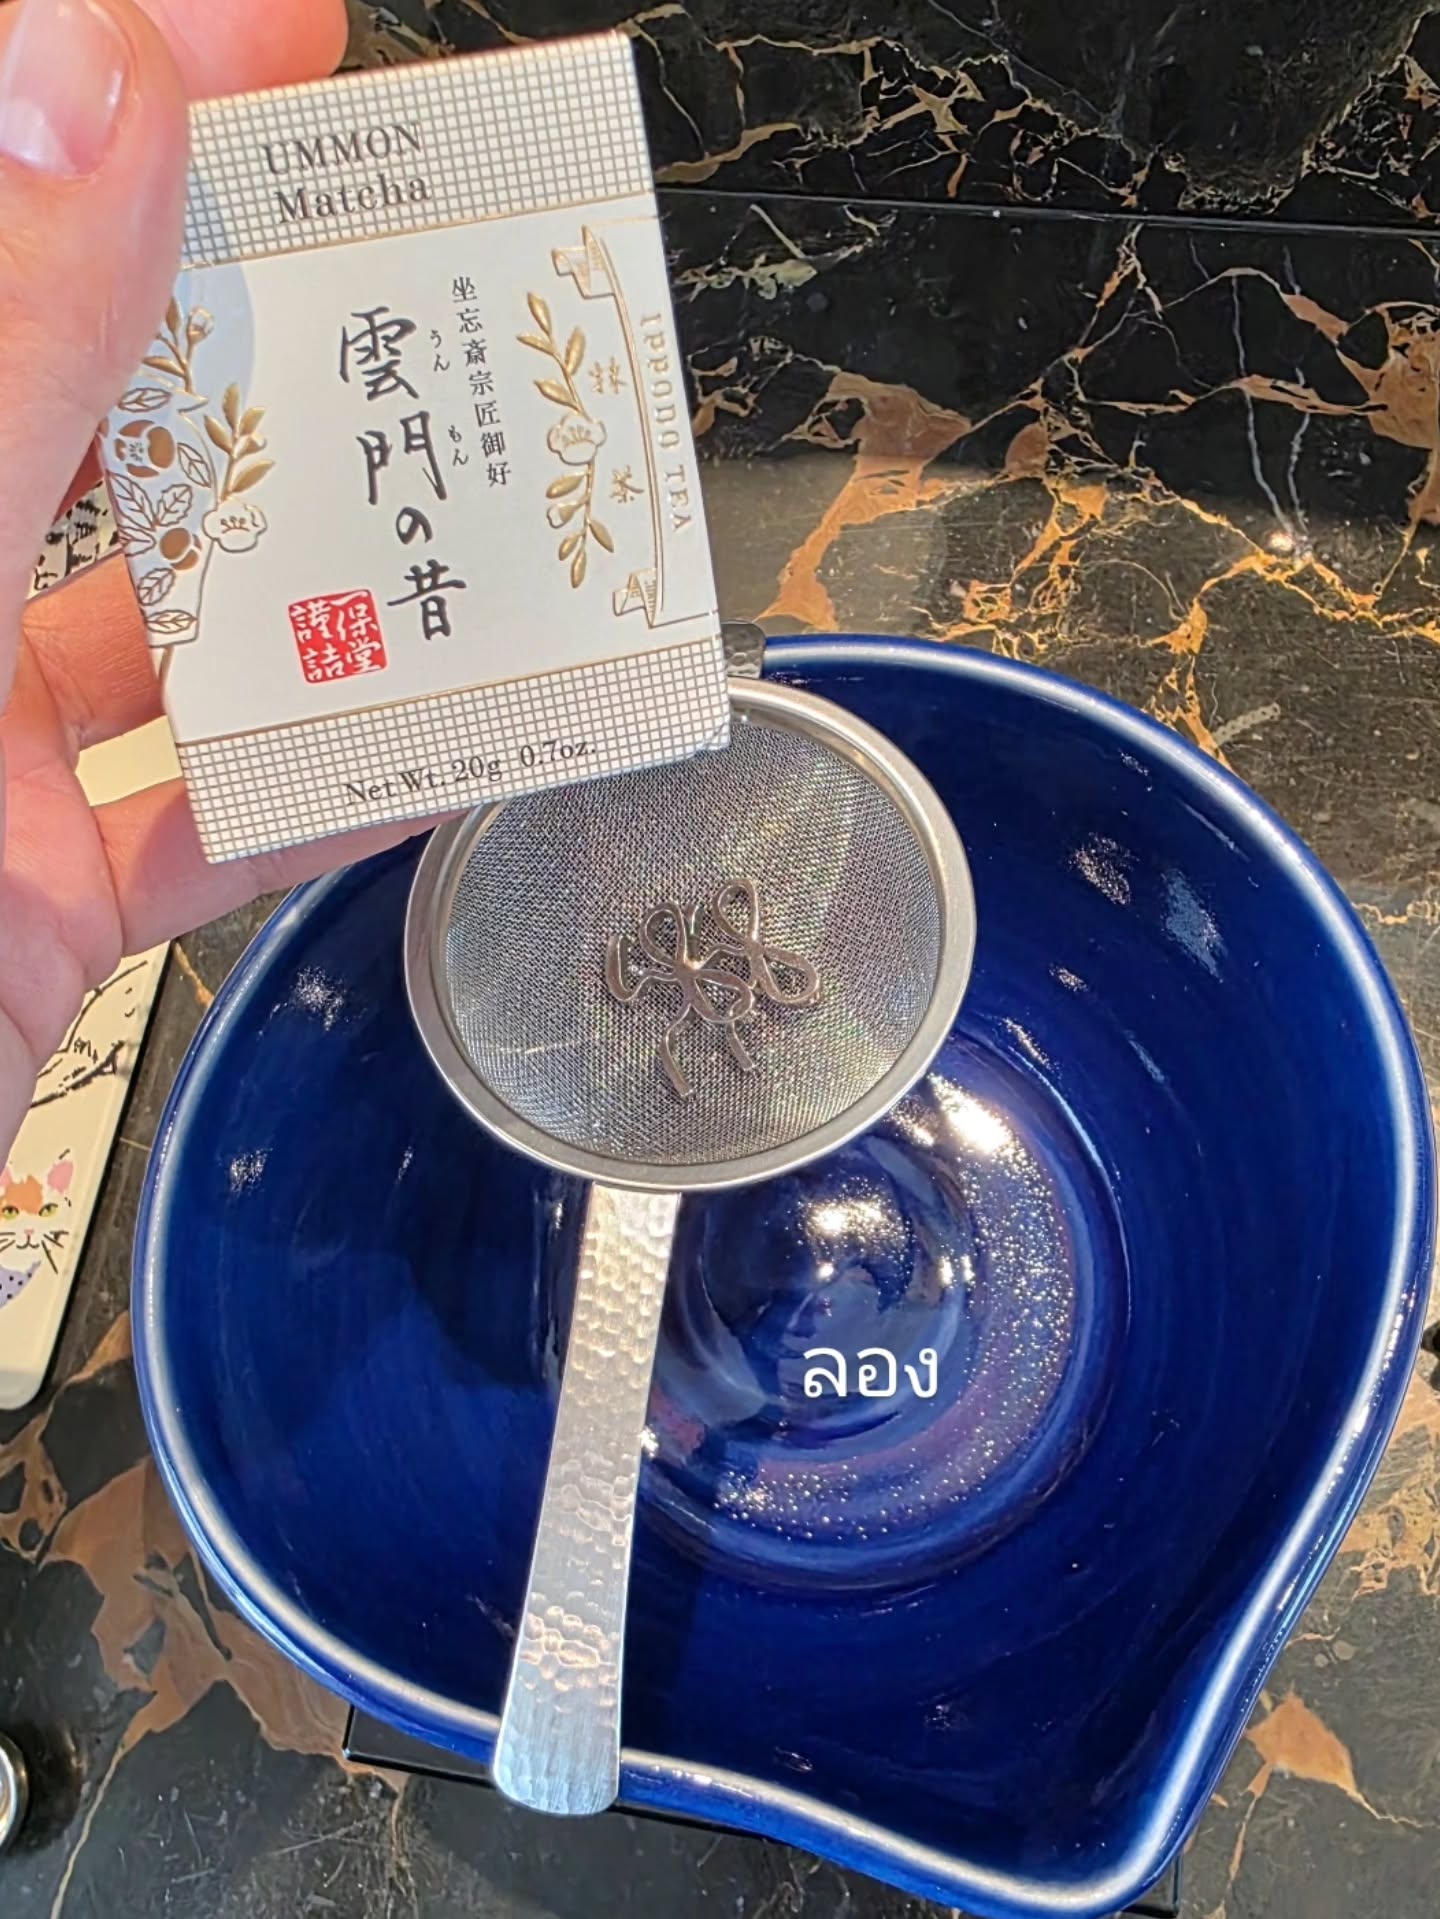 UMMON
Matcha
坐忘斎宗匠御好
雲門の昔
うんもん
抹茶
IPPODO TEA
一保堂
謹詰
Net Wt. 20g 0.7oz.
ลอง